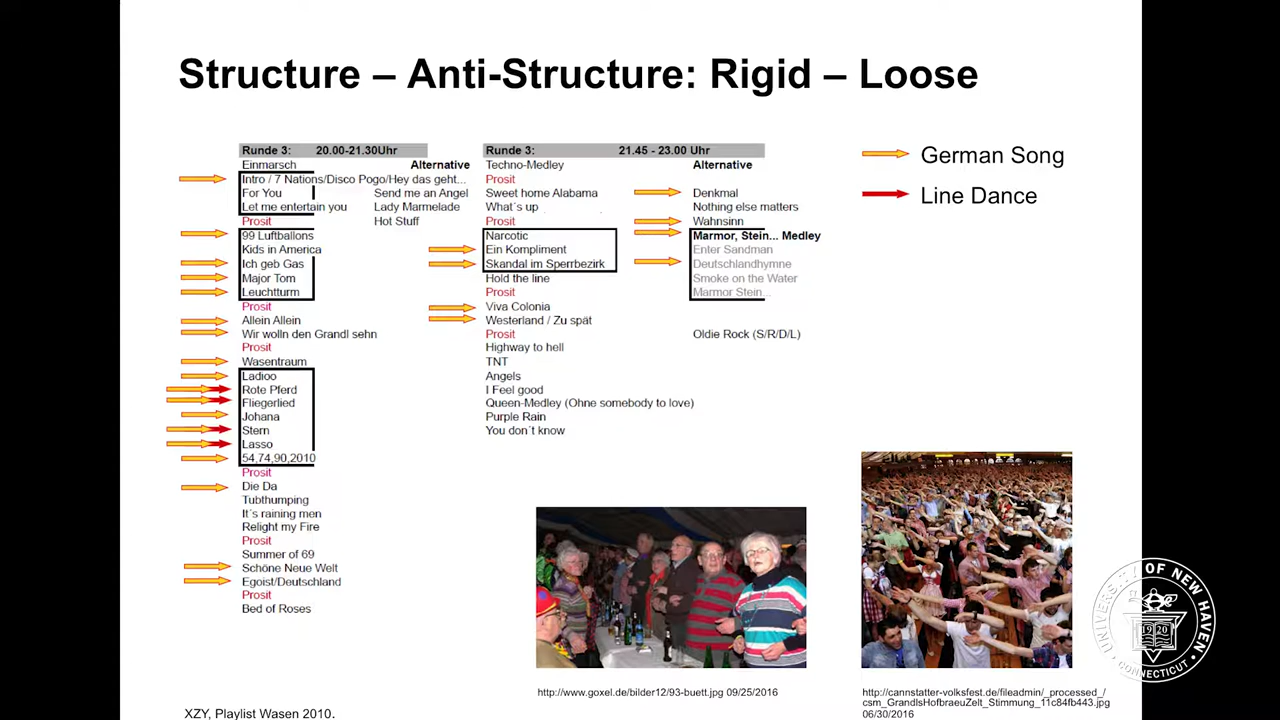 Structure – Anti-Structure: Rigid – Loose
Runde 3: 20.00-21.30Uhr
Einmarsch Alternative
Intro / 7 Nations/Disco Pogo/Hey das geht...
For You Send me an Angel
Let me entertain you Lady Marmelade
Prosit Hot Stuff
99 Luftballons
Kids in America
Ich geb Gas
Major Tom
Leuchtturm
Prosit
Allein Allein
Wir wolln den Grandl sehn
Prosit
Wasentraum
Ladioo
Rote Pferd
Fliegerlied
Johana
Stern
Lasso
54,74,90,2010
Prosit
Die Da
Tubthumping
It´s raining men
Relight my Fire
Prosit
Summer of 69
Schöne Neue Welt
Egoist/Deutschland
Prosit
Bed of Roses
Runde 3: 21.45 - 23.00 Uhr
Techno-Medley Alternative
Prosit
Sweet home Alabama Denkmal
What´s up Nothing else matters
Prosit Wahnsinn
Narcotic Marmor, Stein... Medley
Ein Kompliment Enter Sandman
Skandal im Sperrbezirk Deutschlandhymne
Hold the line Smoke on the Water
Prosit Marmor Stein...
Viva Colonia
Westerland / Zu spät
Prosit Oldie Rock (S/R/D/L)
Highway to hell
TNT
Angels
I Feel good
Queen-Medley (Ohne somebody to love)
Purple Rain
You don´t know
German Song
Line Dance
http://www.goxel.de/bilder12/93-buett.jpg 09/25/2016
http://cannstatter-volksfest.de/fileadmin/_processed_/
csm_GrandlsHofbraeuZelt_Stimmung_11c84fb443.jpg
06/30/2016
XZY, Playlist Wasen 2010.
UNIVERSITY OF NEW HAVEN
1920
CONNECTICUT